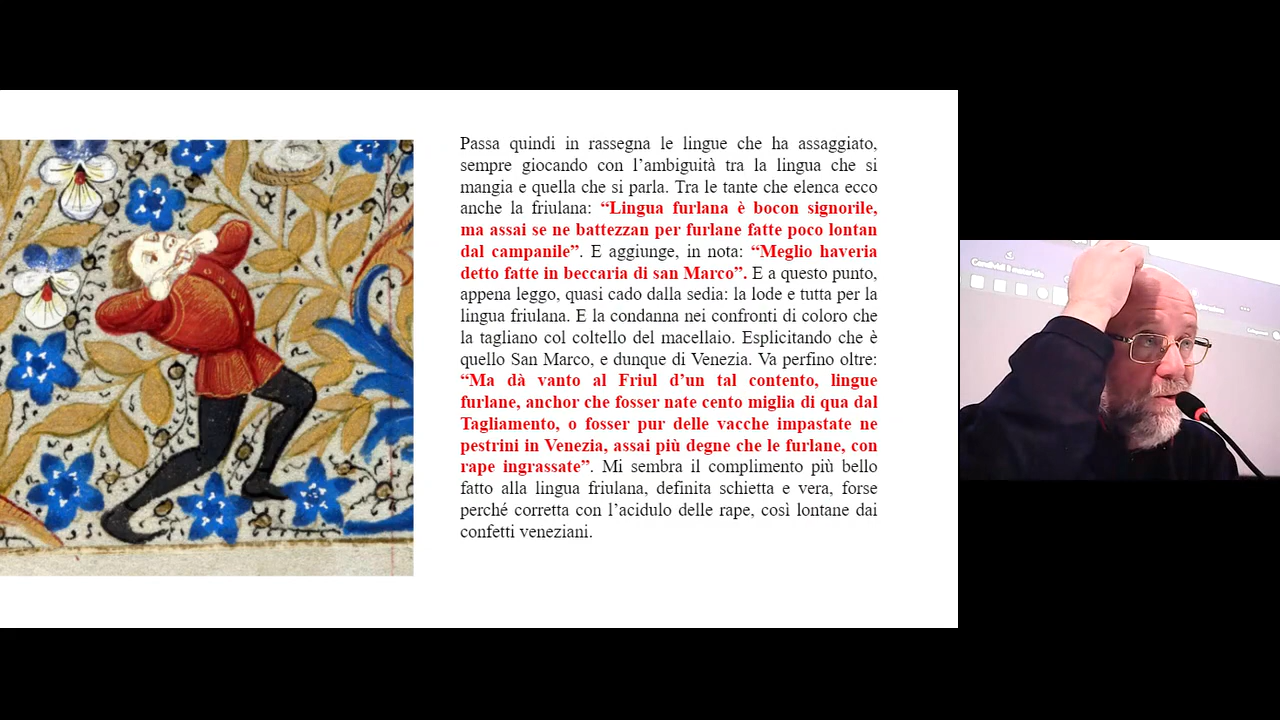 Passa quindi in rassegna le lingue che ha assaggiato,
sempre giocando con l’ambiguità tra la lingua che si
mangia e quella che si parla. Tra le tante che elenca ecco
anche la friulana: “Lingua furlana è bocon signorile,
ma assai se ne battezzan per furlane fatte poco lontan
dal campanile”. E aggiunge, in nota: “Meglio haveria
detto fatte in beccaria di san Marco”. E a questo punto,
appena leggo, quasi cado dalla sedia: la lode e tutta per la
lingua friulana. E la condanna nei confronti di coloro che
la tagliano col coltello del macellaio. Esplicitando che è
quello San Marco, e dunque di Venezia. Va perfino oltre:
“Ma dà vanto al Friul d’un tal contento, lingue
furlane, anchor che fosser nate cento miglia di qua dal
Tagliamento, o fosser pur delle vacche impastate ne
pestrini in Venezia, assai più degne che le furlane, con
rape ingrassate”. Mi sembra il complimento più bello
fatto alla lingua friulana, definita schietta e vera, forse
perché corretta con l’acidulo delle rape, così lontane dai
confetti veneziani.